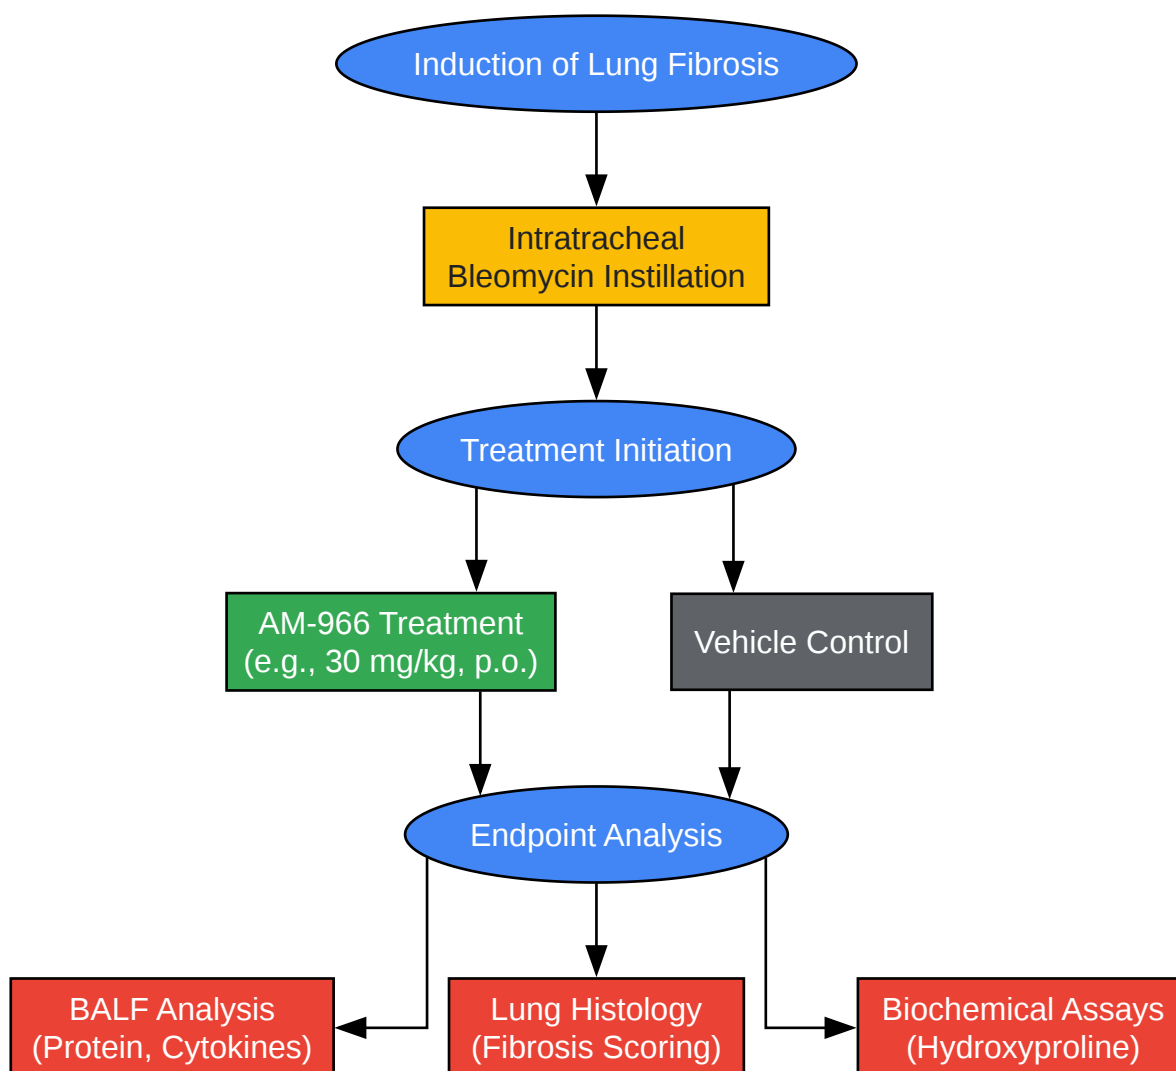 Induction of Lung Fibrosis
Intratracheal
Bleomycin Instillation
Treatment Initiation
AM-966 Treatment
(e.g., 30 mg/kg, p.o.)
Vehicle Control
Endpoint Analysis
BALF Analysis
(Protein, Cytokines)
Lung Histology
(Fibrosis Scoring)
Biochemical Assays
(Hydroxyproline)